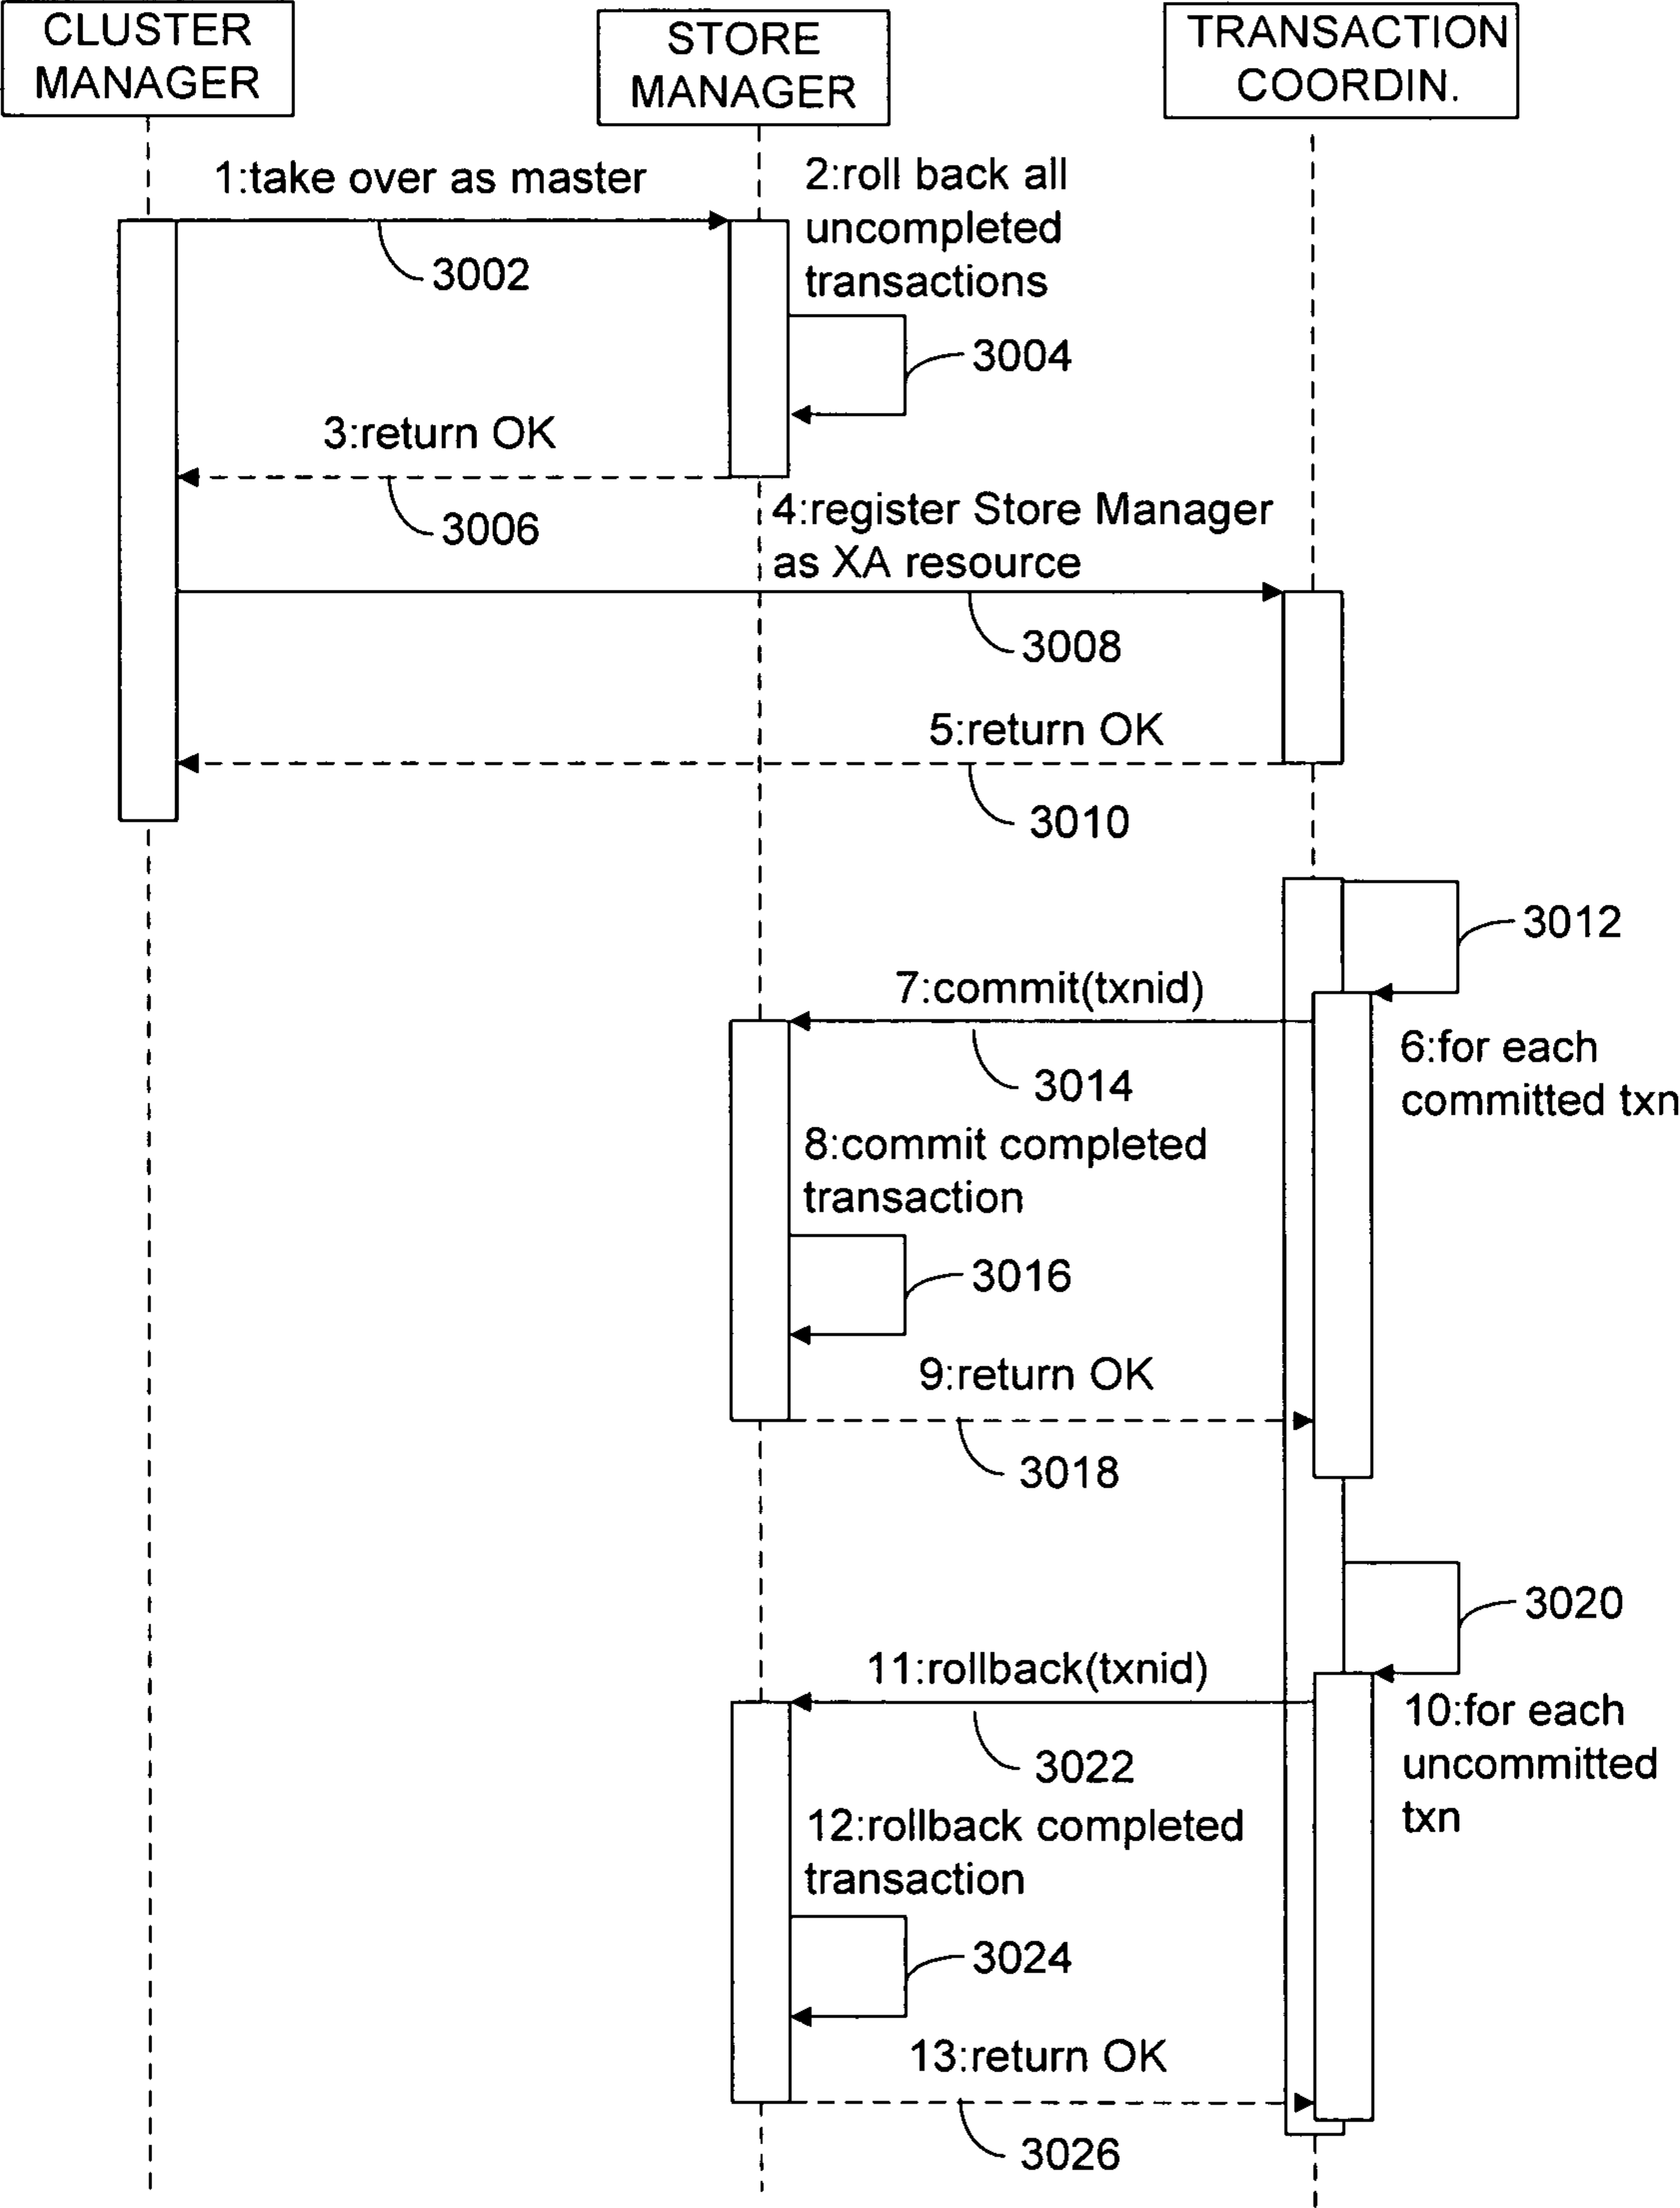 CLUSTER
MANAGER
STORE
MANAGER
TRANSACTION
COORDIN.
1:take over as master
3002
2:roll back all
uncompleted
transactions
3004
3:return OK
3006
4:register Store Manager
as XA resource
3008
5:return OK
3010
3012
6:for each
committed txn
7:commit(txnid)
3014
8:commit completed
transaction
3016
9:return OK
3018
3020
10:for each
uncommitted
txn
11:rollback(txnid)
3022
12:rollback completed
transaction
3024
13:return OK
3026